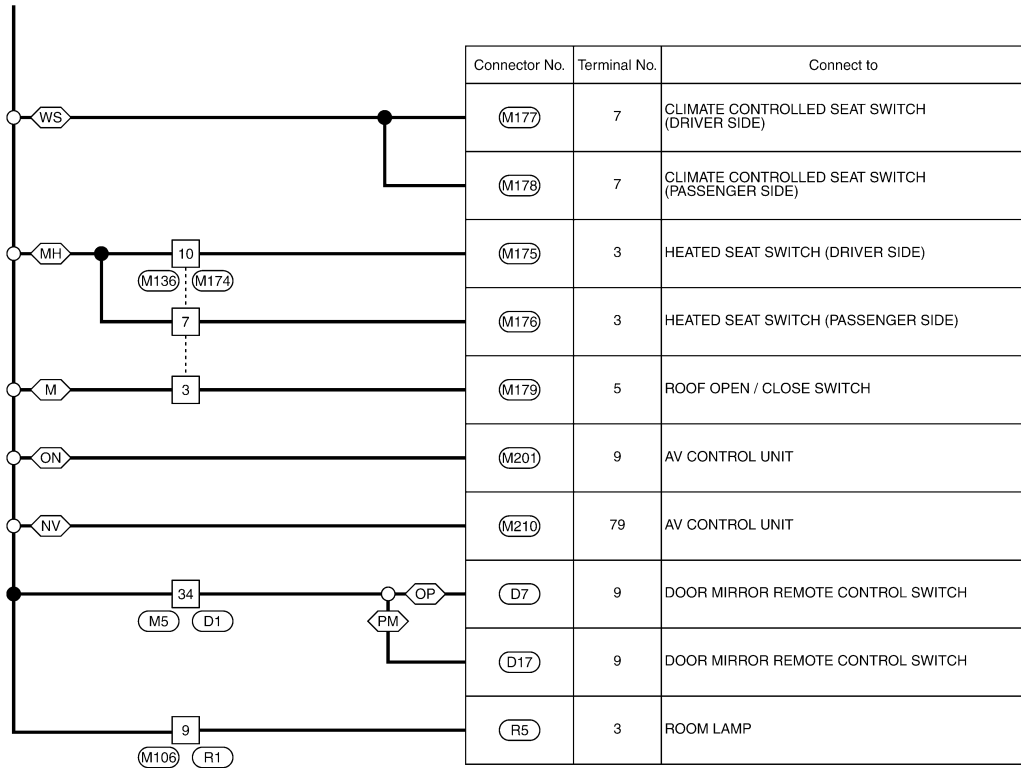 Connector No. Terminal No. Connect to
WS M177 7 CLIMATE CONTROLLED SEAT SWITCH
(DRIVER SIDE)
M178 7 CLIMATE CONTROLLED SEAT SWITCH
(PASSENGER SIDE)
MH 10 M175 3 HEATED SEAT SWITCH (DRIVER SIDE)
M136 M174
7 M176 3 HEATED SEAT SWITCH (PASSENGER SIDE)
M 3 M179 5 ROOF OPEN / CLOSE SWITCH
ON M201 9 AV CONTROL UNIT
NV M210 79 AV CONTROL UNIT
34 OP D7 9 DOOR MIRROR REMOTE CONTROL SWITCH
M5 D1 PM
D17 9 DOOR MIRROR REMOTE CONTROL SWITCH
9 R5 3 ROOM LAMP
M106 R1